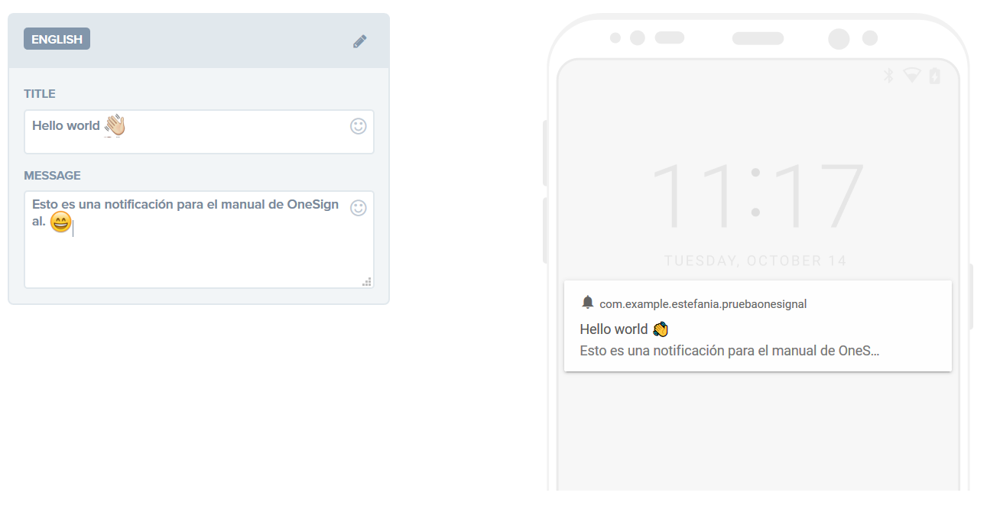 ENGLISH
TITLE
Hello world 👋🏼
MESSAGE
Esto es una notificación para el manual de OneSign
al. 😄
11:17
TUESDAY, OCTOBER 14
com.example.estefania.pruebaonesignal
Hello world 👋
Esto es una notificación para el manual de OneS...